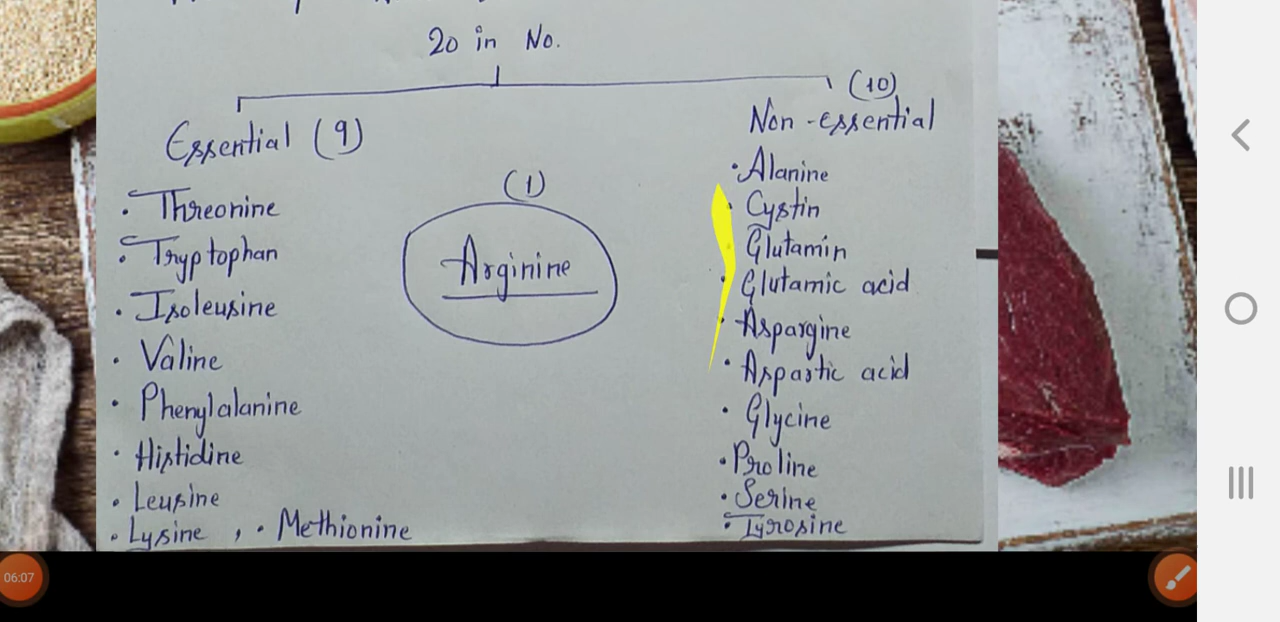 20 in No.
Essential (9)
· Threonine
· Tryptophan
· Isoleusine
· Valine
· Phenylalanine
· Histidine
· Leusine
· Lysine , · Methionine
(1)
Arginine
(10)
Non-essential
· Alanine
· Cystin
· Glutamin
· Glutamic acid
· Aspargine
· Aspastic acid
· Glycine
· Proline
· Serine
· Tyrosine
06:07